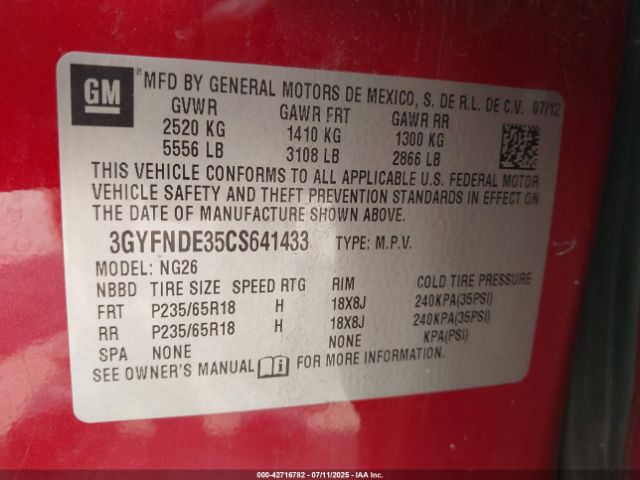 GM
MFD BY GENERAL MOTORS DE MEXICO, S. DE R.L. DE C.V. 07/12
GVWR GAWR FRT GAWR RR
2520 KG 1410 KG 1300 KG
5556 LB 3108 LB 2866 LB
THIS VEHICLE CONFORMS TO ALL APPLICABLE U.S. FEDERAL MOTOR
VEHICLE SAFETY AND THEFT PREVENTION STANDARDS IN EFFECT ON
THE DATE OF MANUFACTURE SHOWN ABOVE.
3GYFNDE35CS641433 TYPE: M.P.V.
MODEL: NG26
NBBD TIRE SIZE SPEED RTG RIM COLD TIRE PRESSURE
FRT P235/65R18 H 18X8J 240KPA(35PSI)
RR P235/65R18 H 18X8J 240KPA(35PSI)
SPA NONE NONE KPA(PSI)
SEE OWNER'S MANUAL FOR MORE INFORMATION.
000-42716782 - 07/11/2025 - IAA, Inc.